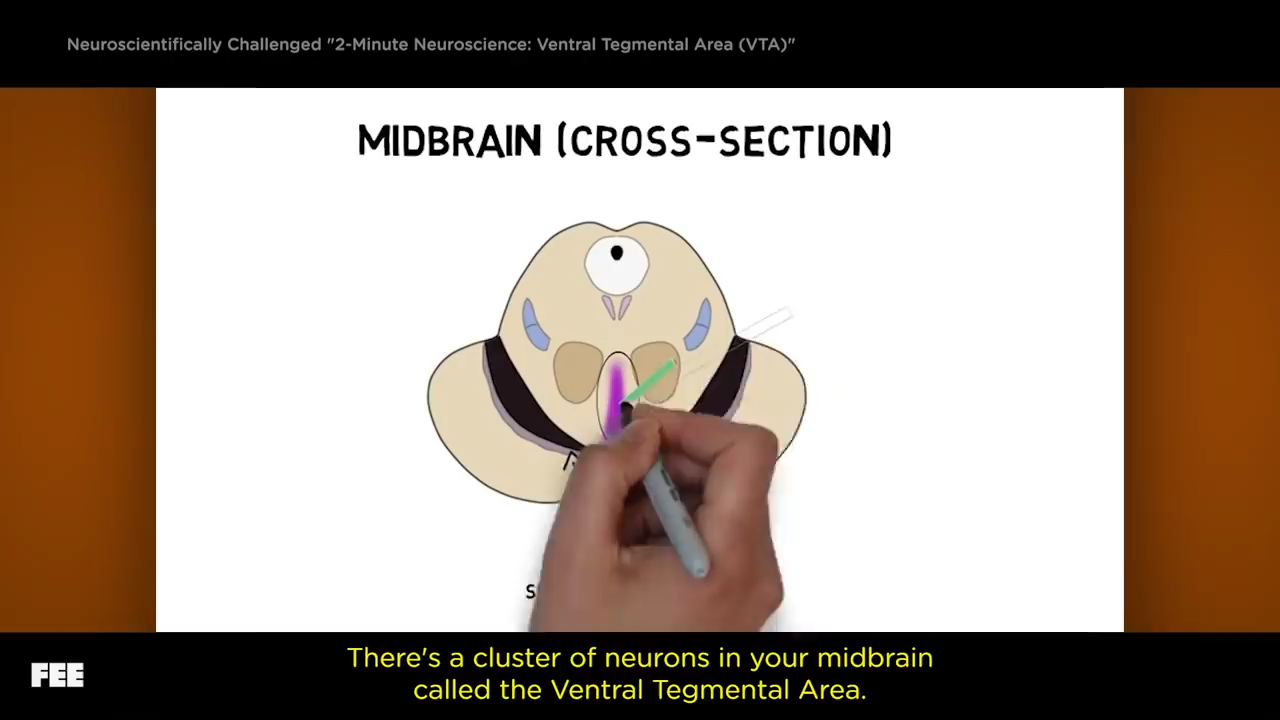 Neuroscientifically Challenged "2-Minute Neuroscience: Ventral Tegmental Area (VTA)"
MIDBRAIN (CROSS-SECTION)
FEE
There's a cluster of neurons in your midbrain
called the Ventral Tegmental Area.